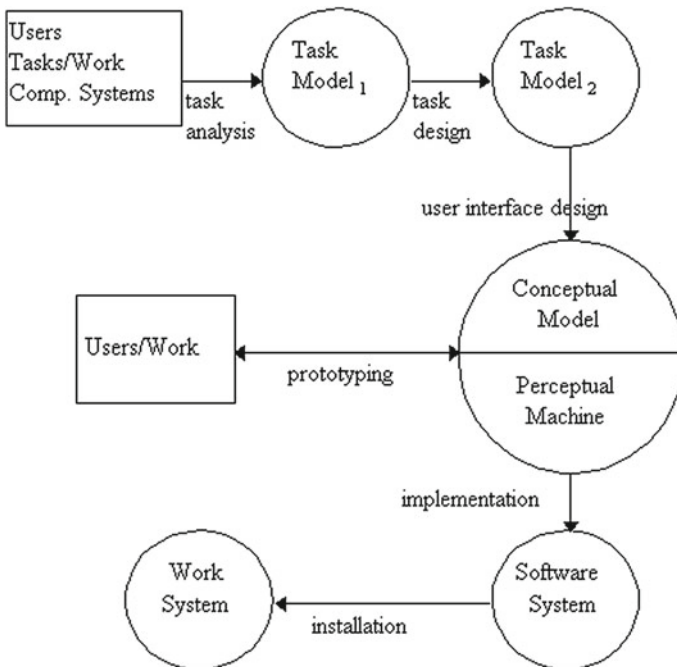 Users
Tasks/Work
Comp. Systems
task
analysis
Task
Model 1
task
design
Task
Model 2
user interface design
Conceptual
Model
Users/Work
prototyping
Perceptual
Machine
implementation
Work
System
installation
Software
System